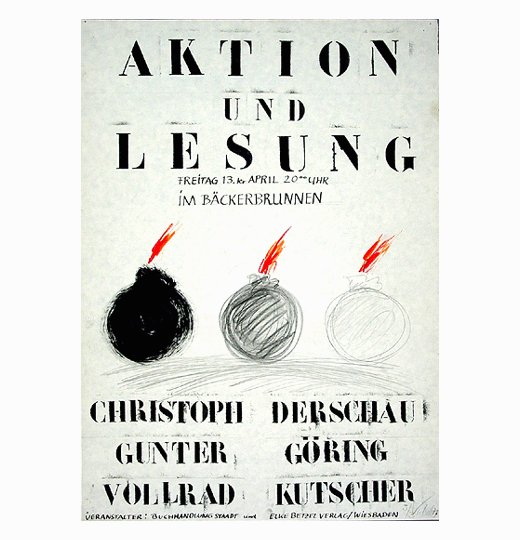 AKTION
UND
LESUNG
FREITAG 13. APRIL 20 UHR
IM BÄCKERBRUNNEN
CHRISTOPH DERSCHAU
GUNTER GÖRING
VOLLRAD KUTSCHER
VERANSTALTER: BUCHHANDLUNG STAADT und ELKE BETZEL VERLAG/WIESBADEN